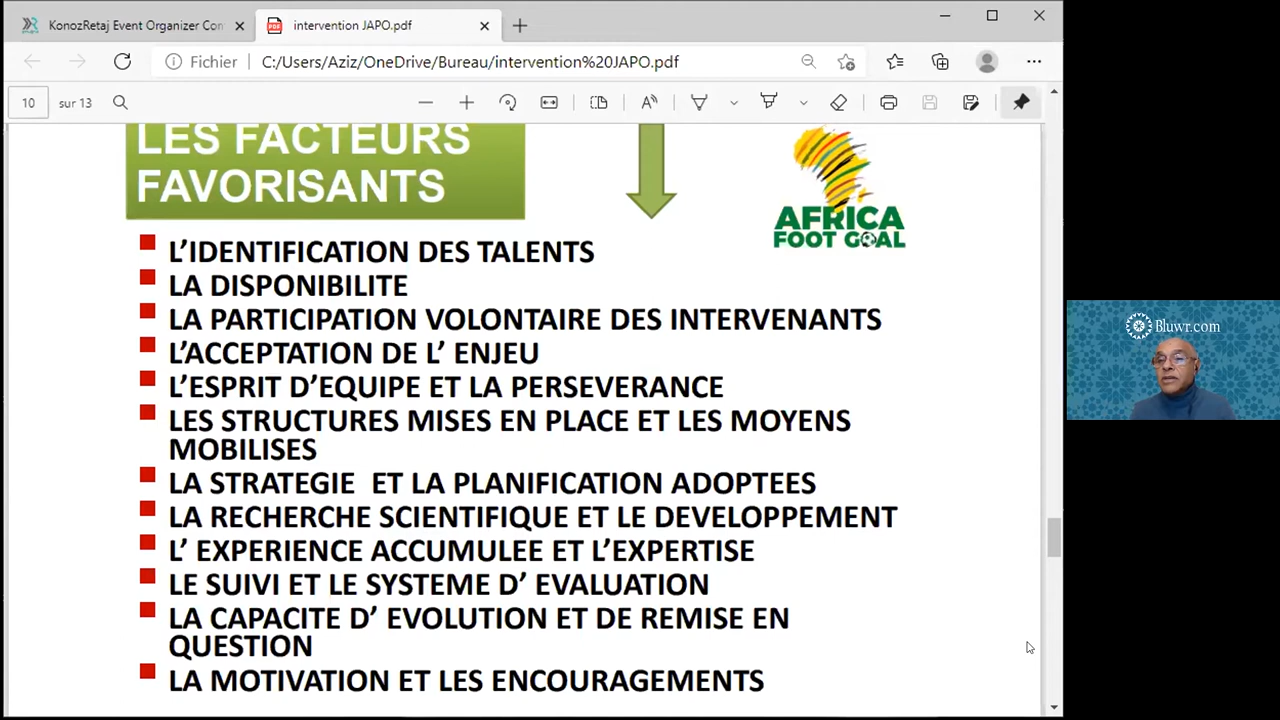 KonozRetaj Event Organizer Con
intervention JAPO.pdf
Fichier
C:/Users/Aziz/OneDrive/Bureau/intervention%20JAPO.pdf
10 sur 13
LES FACTEURS
FAVORISANTS
AFRICA
FOOT GOAL
L’IDENTIFICATION DES TALENTS
LA DISPONIBILITE
LA PARTICIPATION VOLONTAIRE DES INTERVENANTS
L’ACCEPTATION DE L’ ENJEU
L’ESPRIT D’EQUIPE ET LA PERSEVERANCE
LES STRUCTURES MISES EN PLACE ET LES MOYENS
MOBILISES
LA STRATEGIE  ET LA PLANIFICATION ADOPTEES
LA RECHERCHE SCIENTIFIQUE ET LE DEVELOPPEMENT
L’ EXPERIENCE ACCUMULEE ET L’EXPERTISE
LE SUIVI ET LE SYSTEME D’ EVALUATION
LA CAPACITE D’ EVOLUTION ET DE REMISE EN
QUESTION
LA MOTIVATION ET LES ENCOURAGEMENTS
Bluwr.com